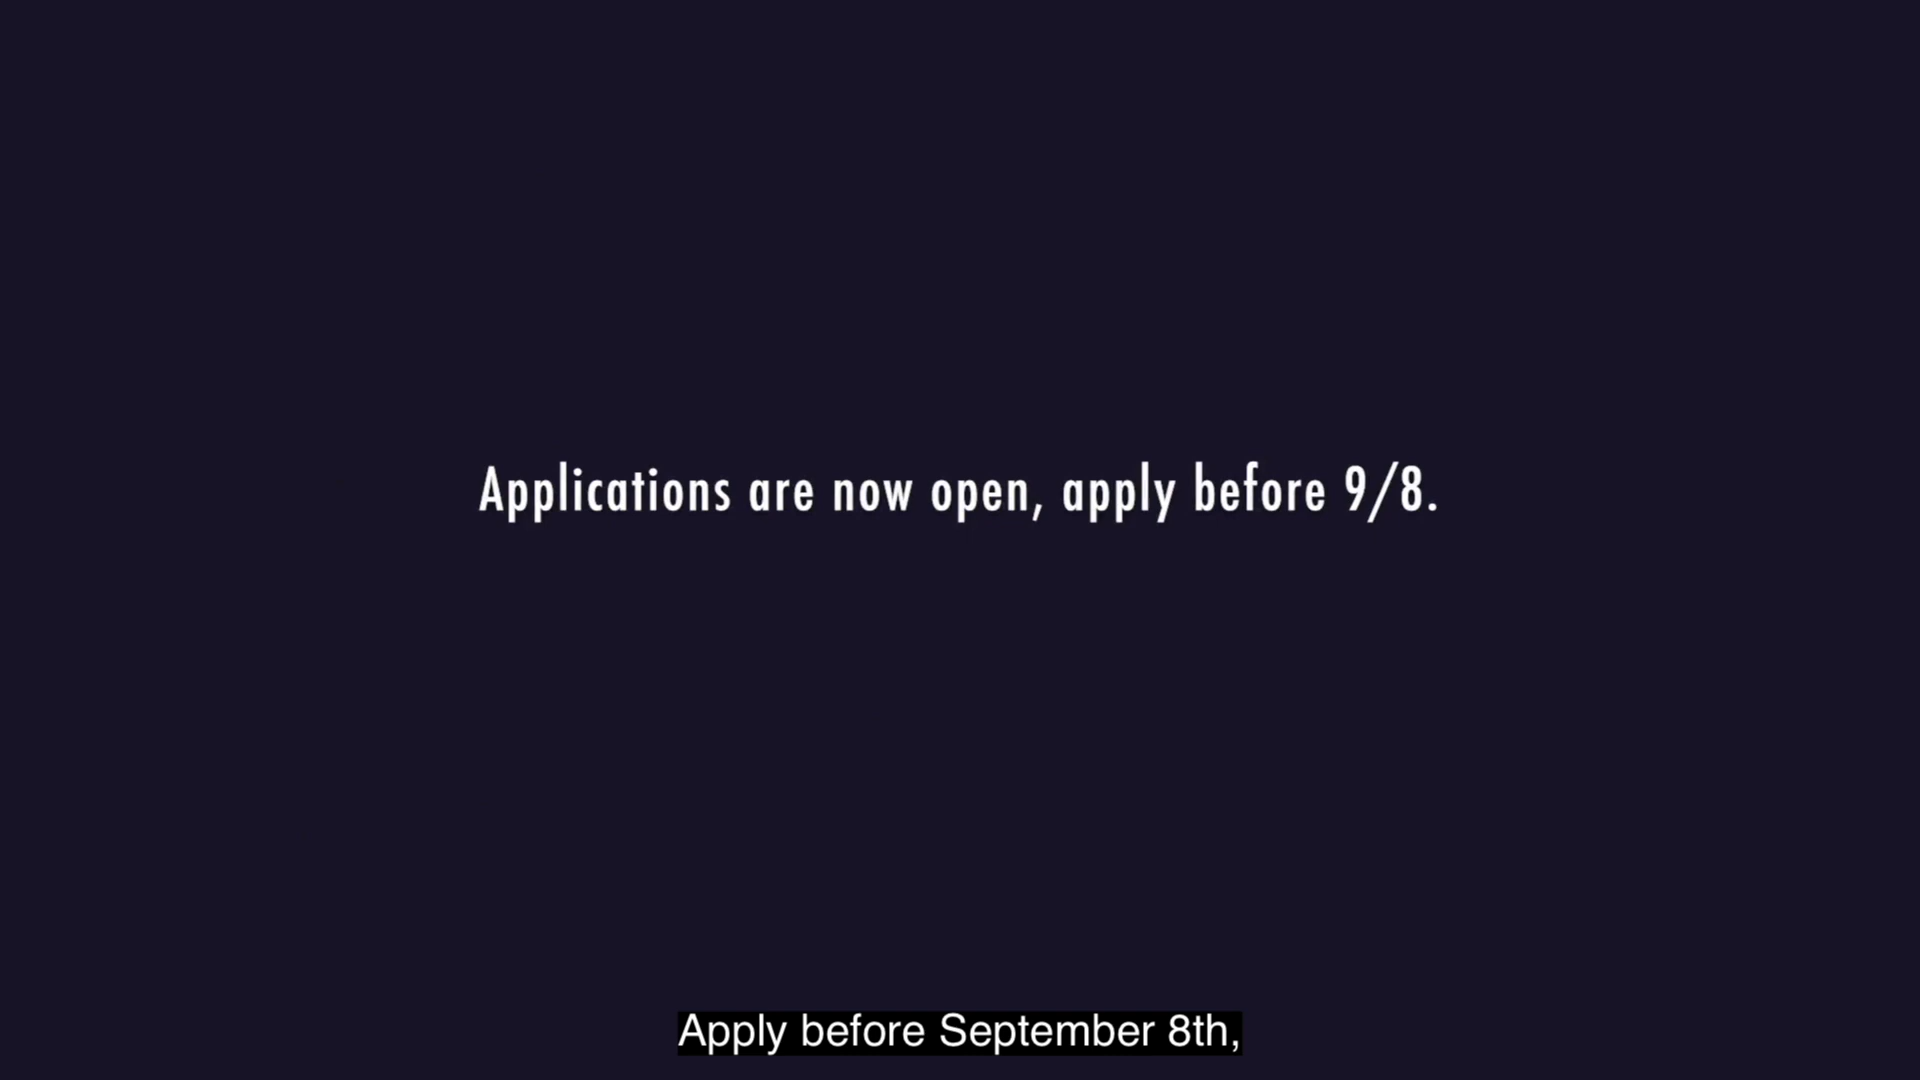 Applications are now open, apply before 9/8.
Apply before September 8th,